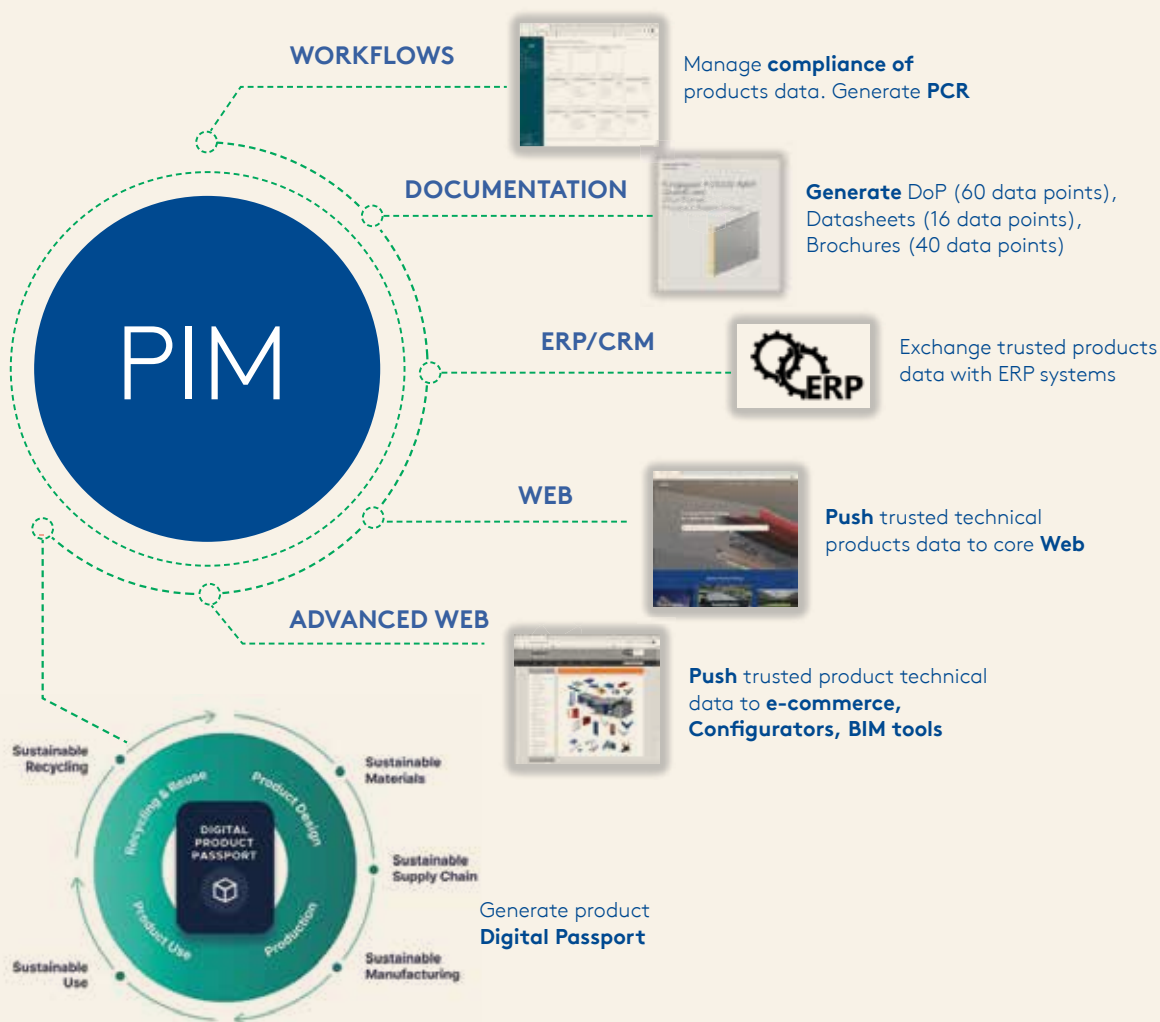 WORKFLOWS
Manage compliance of
products data. Generate PCR
DOCUMENTATION
Generate DoP (60 data points),
Datasheets (16 data points),
Brochures (40 data points)
PIM
ERP/CRM
ERP
Exchange trusted products
data with ERP systems
WEB
Push trusted technical
products data to core Web
ADVANCED WEB
Push trusted product technical
data to e-commerce,
Configurators, BIM tools
Sustainable
Recycling
Sustainable
Materials
Recycling & Reuse
Product Design
DIGITAL
PRODUCT
PASSPORT
Sustainable
Supply Chain
Product Use
Production
Generate product
Digital Passport
Sustainable
Use
Sustainable
Manufacturing